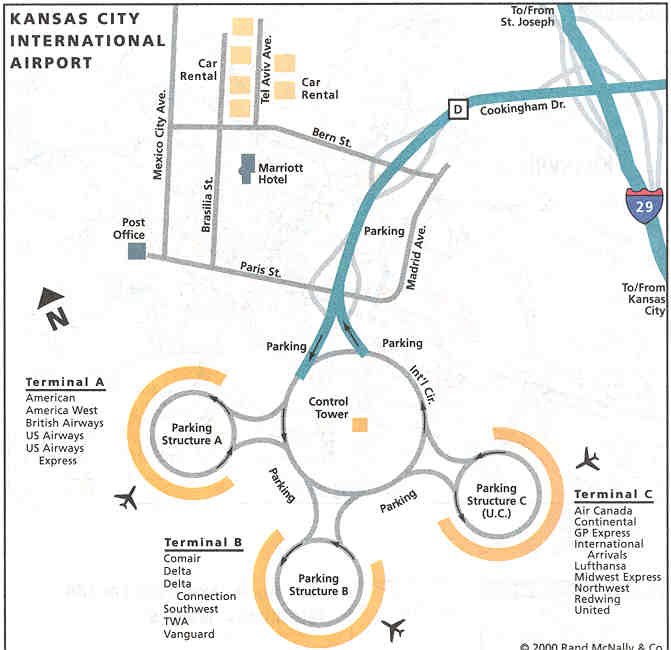 KANSAS CITY
INTERNATIONAL
AIRPORT
To/From
St. Joseph
Car
Rental
Tel Aviv Ave.
Car
Rental
Mexico City Ave.
D
Cookingham Dr.
Bern St.
Marriott
Hotel
Brasilia St.
29
Post
Office
Parking
Madrid Ave.
Paris St.
To/From
Kansas
City
N
Parking
Parking
Int'l Cir.
Terminal A
American
America West
British Airways
US Airways
US Airways
Express
Control
Tower
Parking
Structure A
Parking
Parking
Parking
Structure C
(U.C.)
Terminal C
Air Canada
Continental
GP Express
International
Arrivals
Lufthansa
Midwest Express
Northwest
Redwing
United
Terminal B
Comair
Delta
Delta
Connection
Southwest
TWA
Vanguard
Parking
Structure B
© 2000 Rand McNally & Co